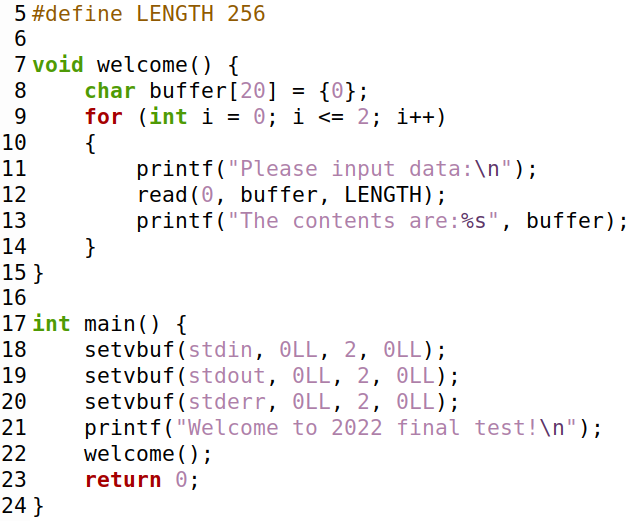 5 #define LENGTH 256
6
7 void welcome() {
8     char buffer[20] = {0};
9     for (int i = 0; i <= 2; i++)
10     {
11         printf("Please input data:\n");
12         read(0, buffer, LENGTH);
13         printf("The contents are:%s", buffer);
14     }
15 }
16
17 int main() {
18     setvbuf(stdin, 0LL, 2, 0LL);
19     setvbuf(stdout, 0LL, 2, 0LL);
20     setvbuf(stderr, 0LL, 2, 0LL);
21     printf("Welcome to 2022 final test!\n");
22     welcome();
23     return 0;
24 }